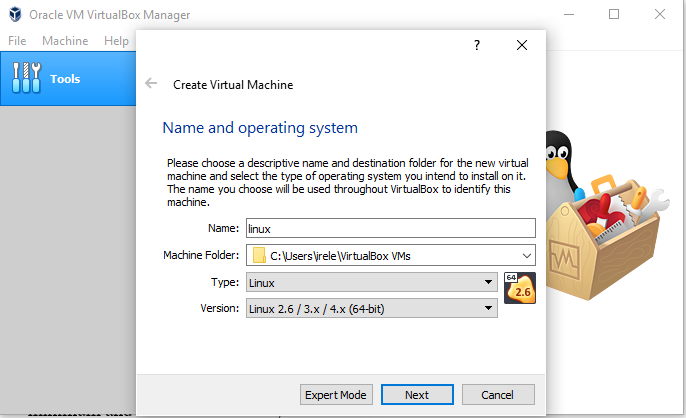 Oracle VM VirtualBox Manager
File Machine Help
Tools
?
Create Virtual Machine
Name and operating system
Please choose a descriptive name and destination folder for the new virtual
machine and select the type of operating system you intend to install on it.
The name you choose will be used throughout VirtualBox to identify this
machine.
Name: linux
Machine Folder: C:\Users\irele\VirtualBox VMs
Type: Linux
64
2.6
Version: Linux 2.6 / 3.x / 4.x (64-bit)
Expert Mode Next Cancel